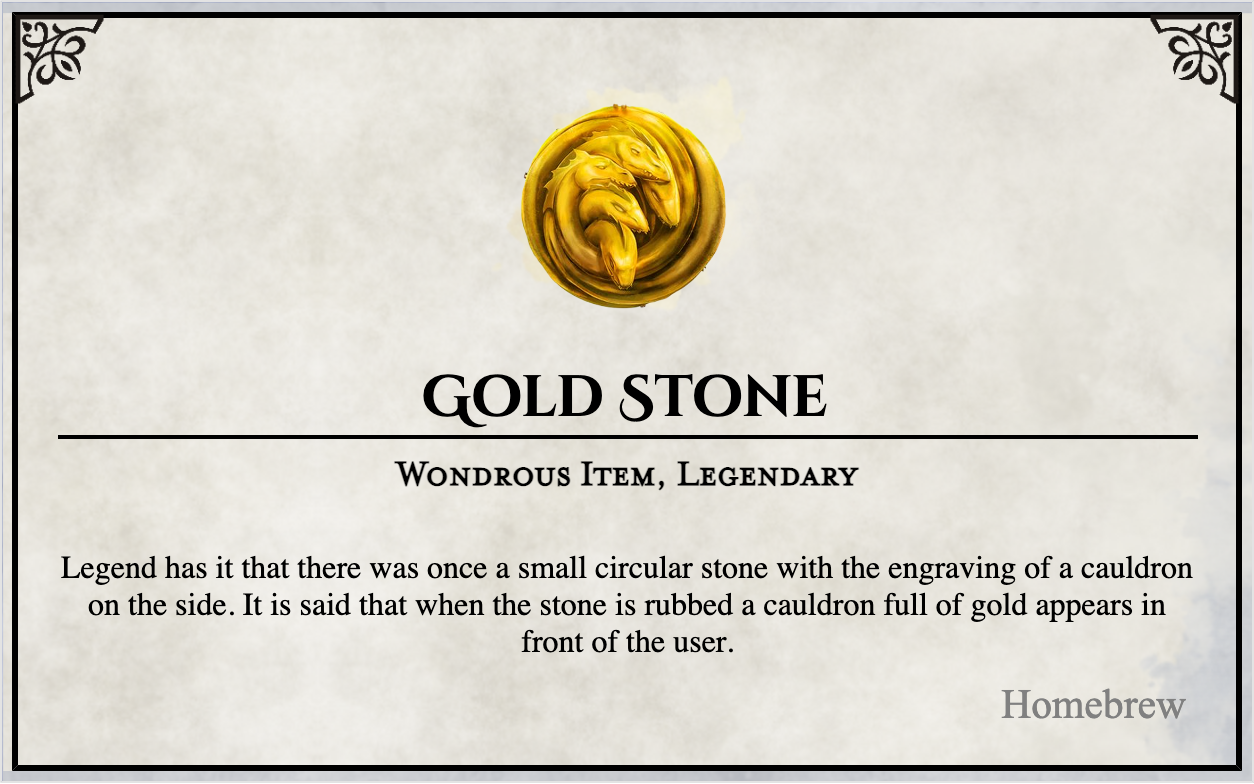 Gold Stone
Wondrous Item, Legendary
Legend has it that there was once a small circular stone with the engraving of a cauldron
on the side. It is said that when the stone is rubbed a cauldron full of gold appears in
front of the user.
Homebrew